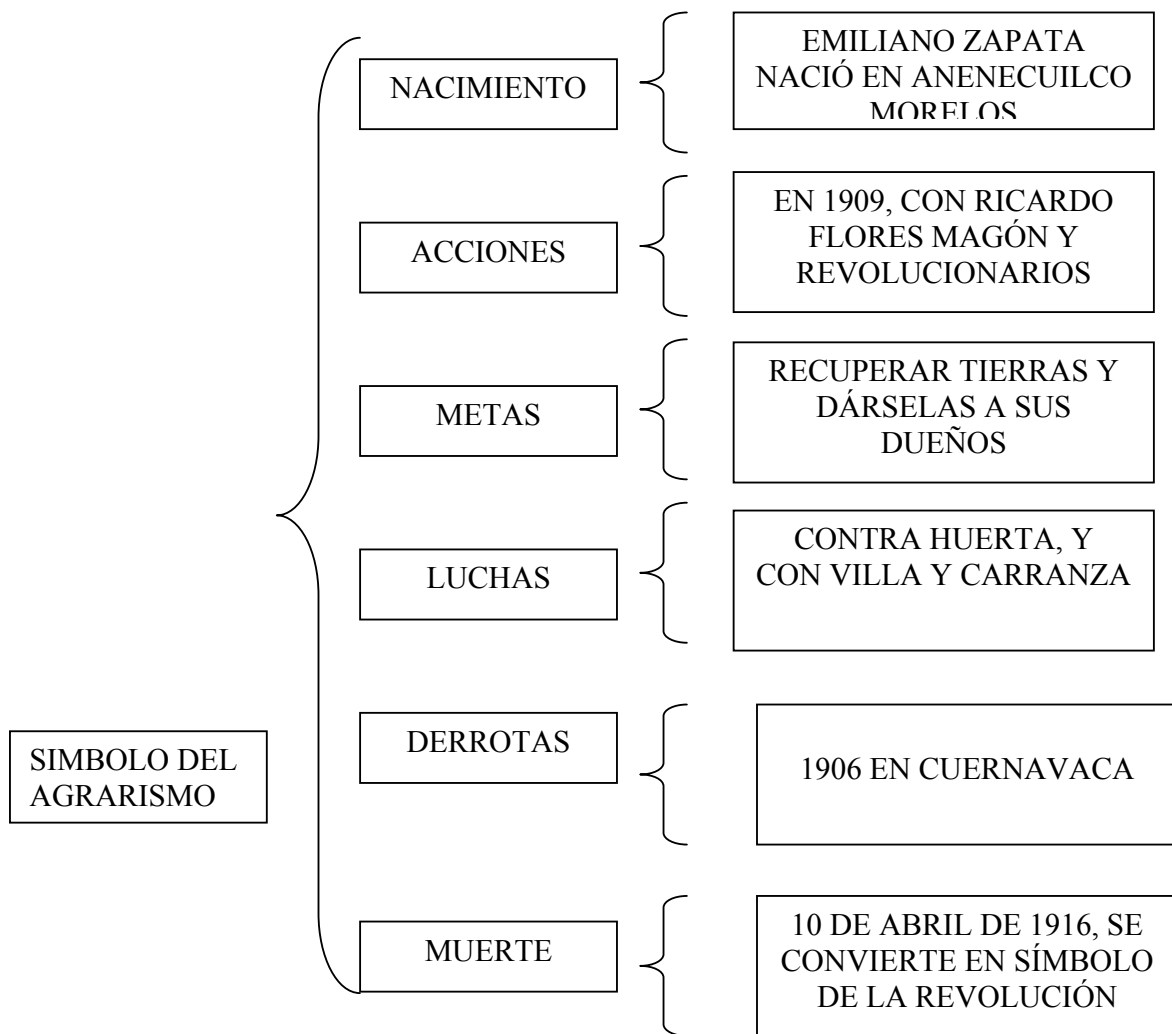 NACIMIENTO
EMILIANO ZAPATA
NACIÓ EN ANENECUILCO
MORELOS
ACCIONES
EN 1909, CON RICARDO
FLORES MAGÓN Y
REVOLUCIONARIOS
METAS
RECUPERAR TIERRAS Y
DÁRSELAS A SUS
DUEÑOS
LUCHAS
CONTRA HUERTA, Y
CON VILLA Y CARRANZA
SIMBOLO DEL
AGRARISMO
DERROTAS
1906 EN CUERNAVACA
MUERTE
10 DE ABRIL DE 1916, SE
CONVIERTE EN SÍMBOLO
DE LA REVOLUCIÓN